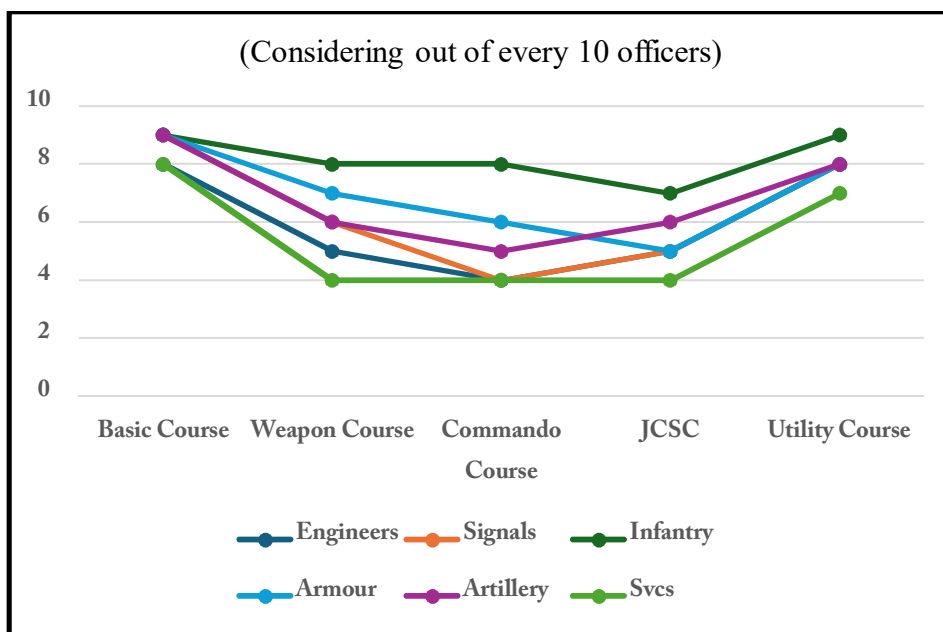 (Considering out of every 10 officers)
10
8
6
4
2
0
Basic Course Weapon Course Commando Course JCSC Utility Course
Engineers Signals Infantry
Armour Artillery Svcs